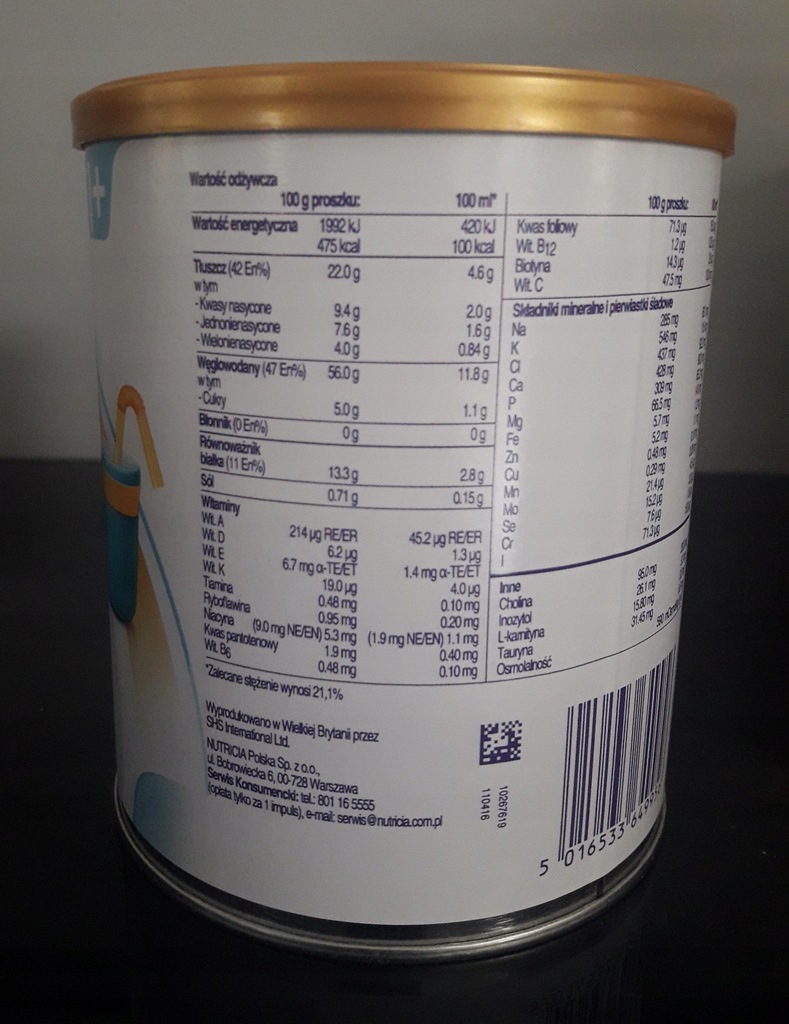 Wartość odżywcza
100 g proszku: 100 ml*
Wartość energetyczna 1992 kJ 420 kJ
475 kcal 100 kcal
Tłuszcz (42 En%) 22.0 g 4.6 g
w tym
- Kwasy nasycone 9.4 g 2.0 g
- Jednonienasycone 7.6 g 1.6 g
- Wielonienasycone 4.0 g 0.84 g
Węglowodany (47 En%) 56.0 g 11.8 g
w tym
- Cukry 5.0 g 1.1 g
Błonnik (0 En%) 0 g 0 g
Równoważnik
białka (11 En%) 13.3 g 2.8 g
Sól 0.71 g 0.15 g
Witaminy
Wit. A 214 µg RE/ER 45.2 µg RE/ER
Wit. D 6.2 µg 1.3 µg
Wit. E 6.7 mg α-TE/ET 1.4 mg α-TE/ET
Wit. K 19.0 µg 4.0 µg
Tiamina 0.48 mg 0.10 mg
Ryboflawina 0.95 mg 0.20 mg
Niacyna (9.0 mg NE/EN) 5.3 mg (1.9 mg NE/EN) 1.1 mg
Kwas pantotenowy 1.9 mg 0.40 mg
Wit. B6 0.48 mg 0.10 mg
*Zalecane stężenie wynosi 21,1%
100 g proszku:
Kwas foliowy 71.3 µg
Wit. B12 1.2 µg
Biotyna 14.3 µg
Wit. C 47.5 mg
Składniki mineralne i pierwiastki śladowe
Na 285 mg
K 546 mg
Cl 437 mg
Ca 428 mg
P 309 mg
Mg 66.5 mg
Fe 5.7 mg
Zn 5.2 mg
Cu 0.48 mg
Mn 0.29 mg
Mo 21.4 µg
Se 15.2 µg
Cr 7.6 µg
I 71.3 µg
Inne
Cholina 95.0 mg
Inozytol 26.1 mg
L-karnityna 15.80 mg
Tauryna 31.45 mg
Osmolalność
Wyprodukowano w Wielkiej Brytanii przez
SHS International Ltd.
NUTRICIA Polska Sp. z o.o.,
ul. Bobrowiecka 6, 00-728 Warszawa
Serwis Konsumencki: tel.: 801 16 5555
(opłata tylko za 1 impuls), e-mail: serwis@nutricia.com.pl
10267619
110416
5 016533